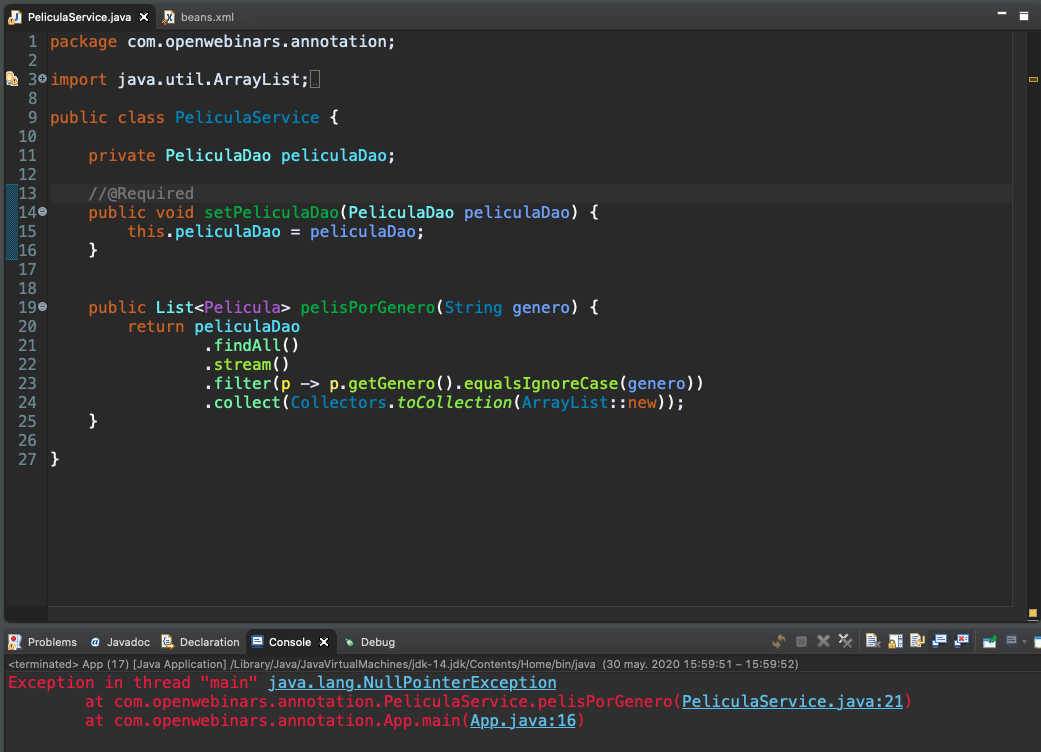 PeliculaService.java
beans.xml
1 package com.openwebinars.annotation;
2
3 import java.util.ArrayList;
8
9 public class PeliculaService {
10
11     private PeliculaDao peliculaDao;
12
13     //@Required
14     public void setPeliculaDao(PeliculaDao peliculaDao) {
15         this.peliculaDao = peliculaDao;
16     }
17
18
19     public List<Pelicula> pelisPorGenero(String genero) {
20         return peliculaDao
21                 .findAll()
22                 .stream()
23                 .filter(p -> p.getGenero().equalsIgnoreCase(genero))
24                 .collect(Collectors.toCollection(ArrayList::new));
25     }
26
27 }
Problems @ Javadoc Declaration Console Debug
<terminated> App (17) [Java Application] /Library/Java/JavaVirtualMachines/jdk-14.jdk/Contents/Home/bin/java (30 may. 2020 15:59:51 – 15:59:52)
Exception in thread "main" java.lang.NullPointerException
        at com.openwebinars.annotation.PeliculaService.pelisPorGenero(PeliculaService.java:21)
        at com.openwebinars.annotation.App.main(App.java:16)